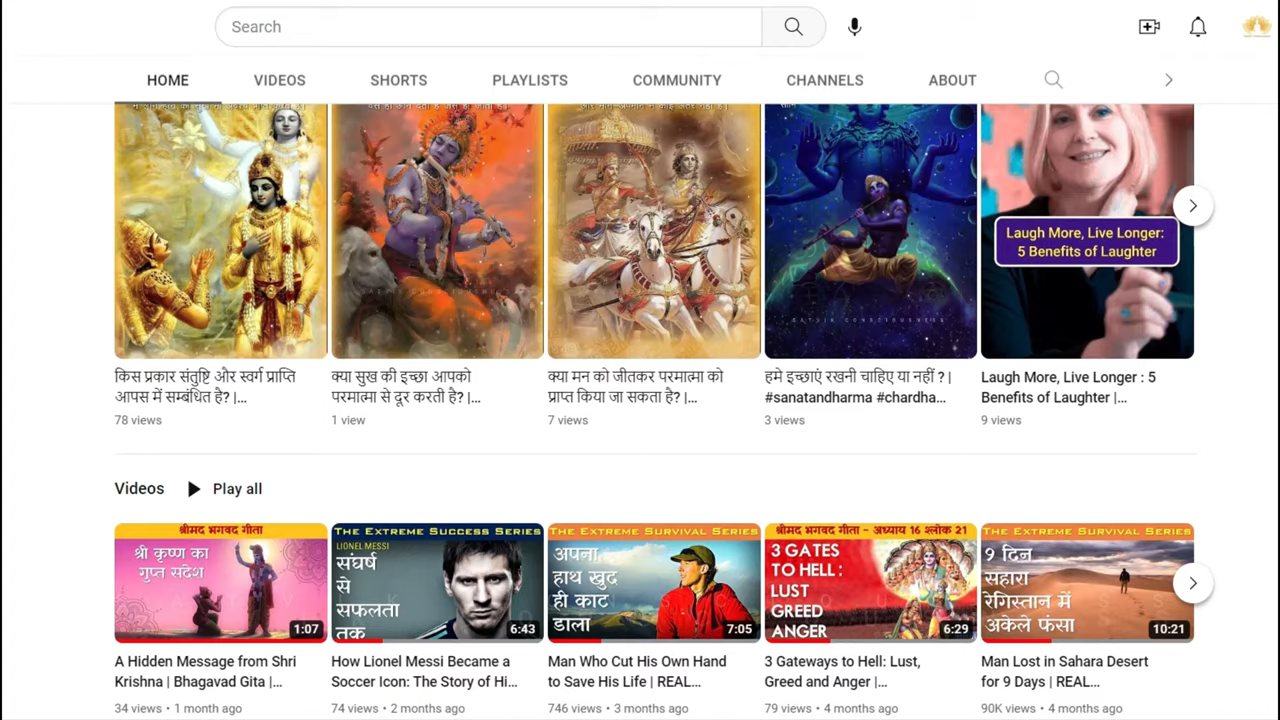 Search
HOME VIDEOS SHORTS PLAYLISTS COMMUNITY CHANNELS ABOUT
Laugh More, Live Longer:
5 Benefits of Laughter
किस प्रकार संतुष्टि और स्वर्ग प्राप्ति
आपस में सम्बंधित है? |...
78 views
क्या सुख की इच्छा आपको
परमात्मा से दूर करती है? |...
1 view
क्या मन को जीतकर परमात्मा को
प्राप्त किया जा सकता है? |...
7 views
हमे इच्छाएं रखनी चाहिए या नहीं ? |
#sanatandharma #chardha...
3 views
Laugh More, Live Longer : 5
Benefits of Laughter |...
9 views
Videos Play all
श्रीमद भगवद गीता
श्री कृष्ण का
गुप्त सदेश
1:07
THE EXTREME SUCCESS SERIES
LIONEL MESSI
संघर्ष
से
सफलता
तक
6:43
THE EXTREME SURVIVAL SERIES
अपना
हाथ खुद
ही काट
डाला
7:05
श्रीमद भगवद गीता - अध्याय 16 श्लोक 21
3 GATES
TO HELL :
LUST
GREED
ANGER
6:29
THE EXTREME SURVIVAL SERIES
9 दिन
सहारा
रेगिस्तान में
अकेले फंसा
10:21
A Hidden Message from Shri
Krishna | Bhagavad Gita |...
34 views • 1 month ago
How Lionel Messi Became a
Soccer Icon: The Story of Hi...
74 views • 2 months ago
Man Who Cut His Own Hand
to Save His Life | REAL...
746 views • 3 months ago
3 Gateways to Hell: Lust,
Greed and Anger |...
79 views • 4 months ago
Man Lost in Sahara Desert
for 9 Days | REAL...
90K views • 4 months ago